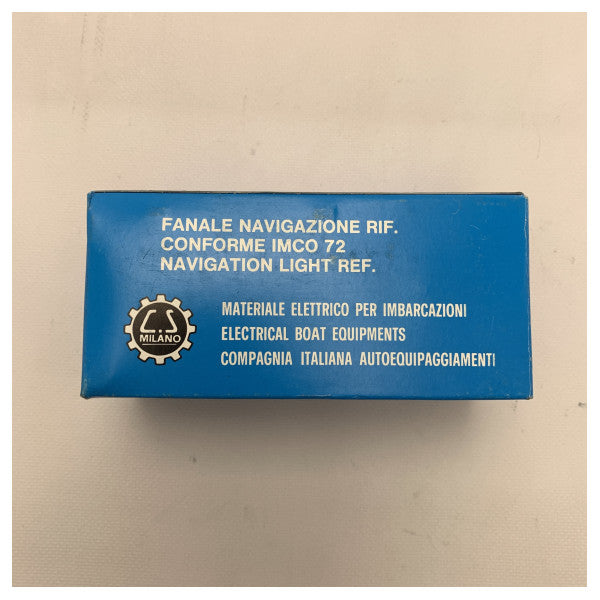 FANALE NAVIGAZIONE RIF.
CONFORME IMCO 72
NAVIGATION LIGHT REF.
MATERIALE ELETTRICO PER IMBARCAZIONI
ELECTRICAL BOAT EQUIPMENTS
COMPAGNIA ITALIANA AUTOEQUIPAGGIAMENTI
C.S
MILANO